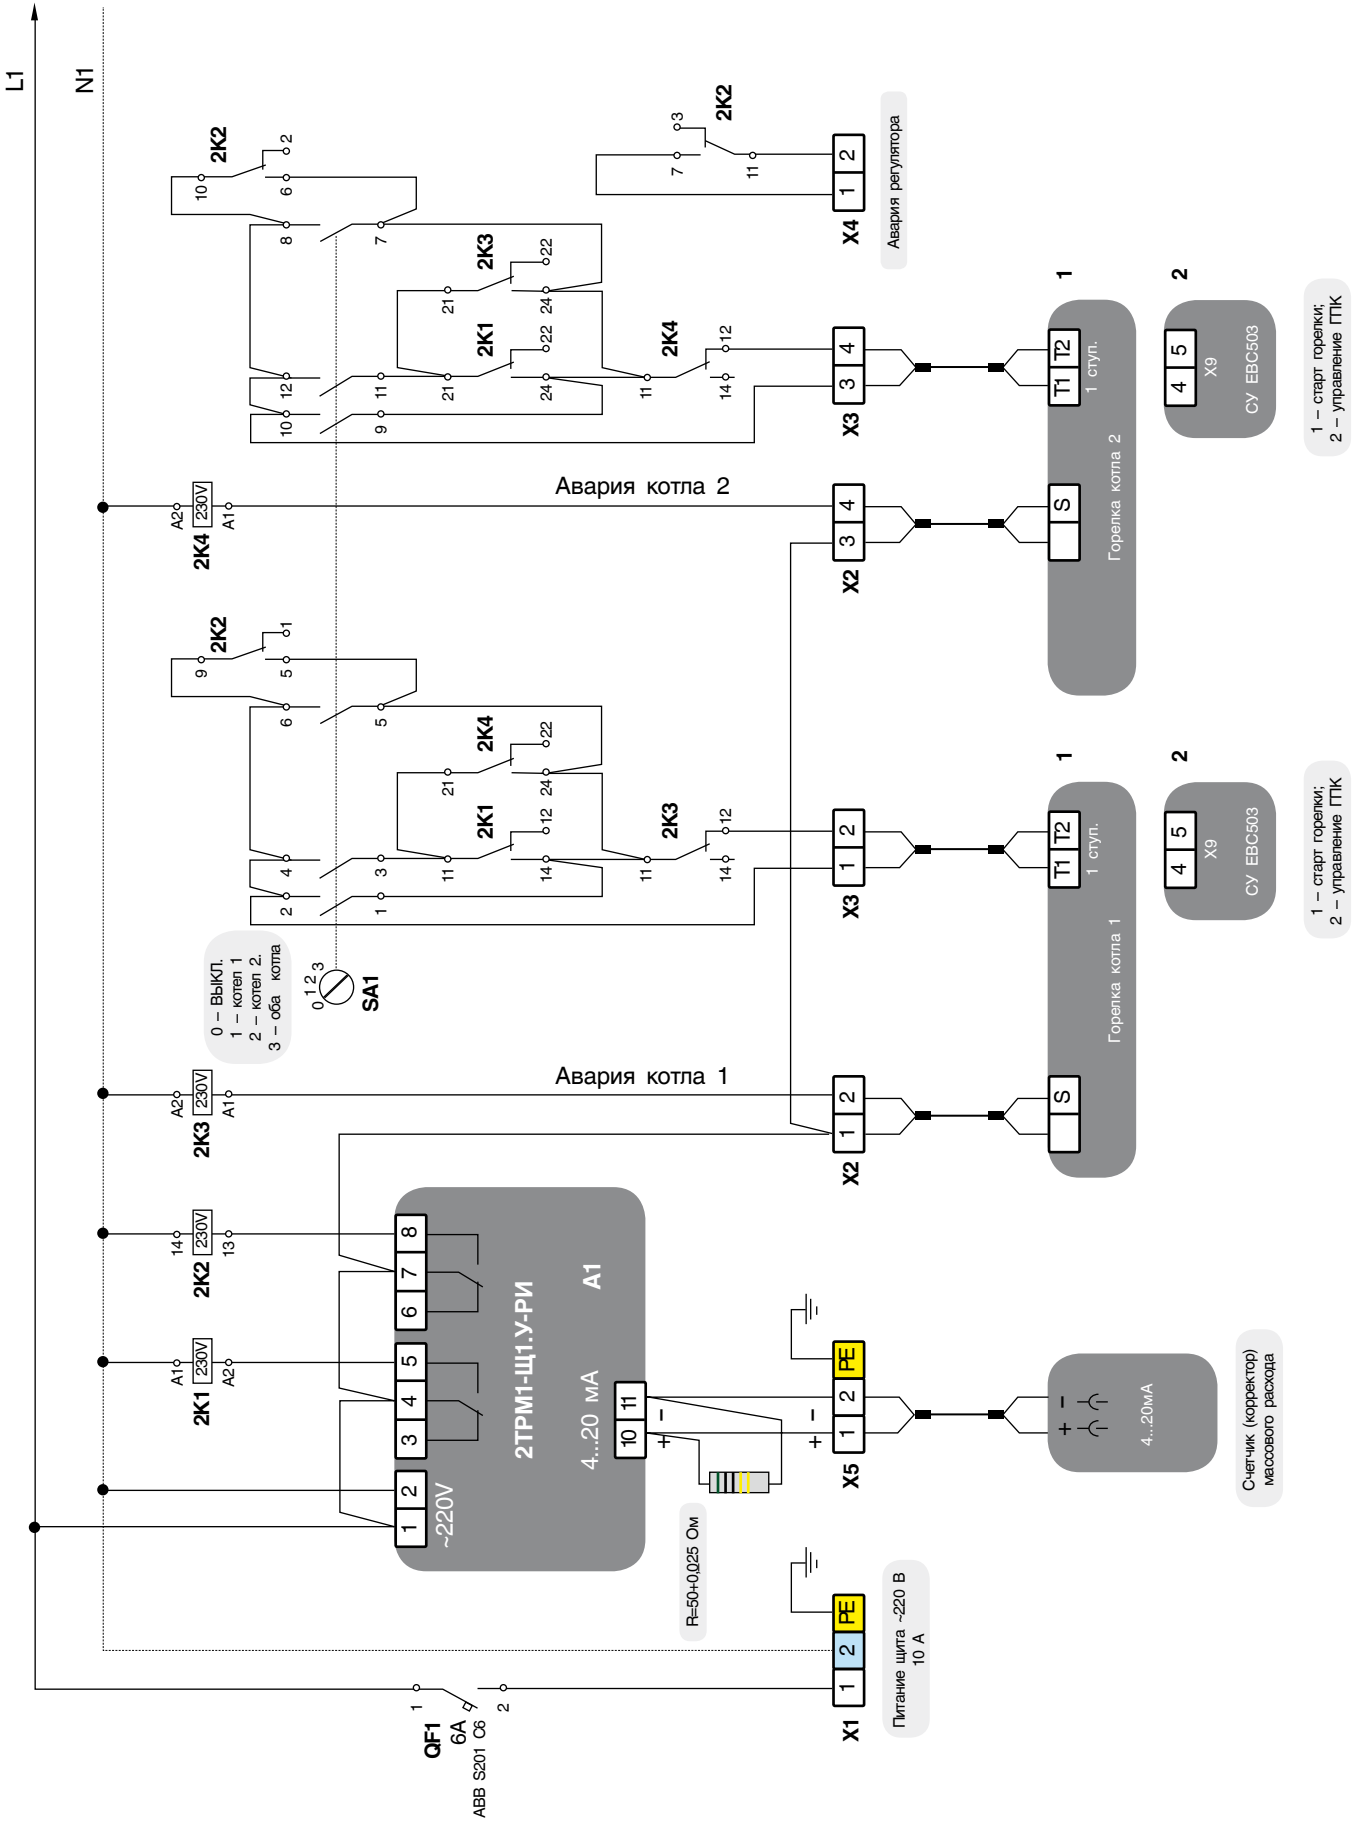 L1
N1
QF1
6A
ABB S201 C6
1
2
X1
1
2
PE
Питание щита ~220 В
10 А
2K1
230V
A1
A2
2K2
230V
14
13
2K3
230V
A2
A1
2K4
230V
A2
A1
1
2
3
4
5
6
7
8
~220V
2ТРМ1-Щ1.У-РИ
A1
4...20 мА
10
11
+
–
R=50+0,025 Ом
+
–
X5
1
2
PE
+
–
4...20мА
Счетчик (корректор)
массового расхода
0 – ВЫКЛ.
1 – котел 1
2 – котел 2.
3 – оба котла
0 1 2 3
SA1
Авария котла 1
X2
1
2
S
Горелка котла 1
2
1
4
3
6
5
2K2
9
5
1
2K1
11
14
12
2K4
21
24
22
2K3
11
14
12
X3
1
2
T1
T2
1 ступ.
1
4
5
X9
СУ ЕВС503
2
1 – старт горелки;
2 – управление ГПК
Авария котла 2
X2
3
4
S
Горелка котла 2
10
9
12
11
8
7
2K2
10
6
2
2K1
21
24
22
2K3
21
24
22
2K4
11
14
12
X3
3
4
T1
T2
1 ступ.
1
4
5
X9
СУ ЕВС503
2
1 – старт горелки;
2 – управление ГПК
2K2
7
3
11
X4
1
2
Авария регулятора